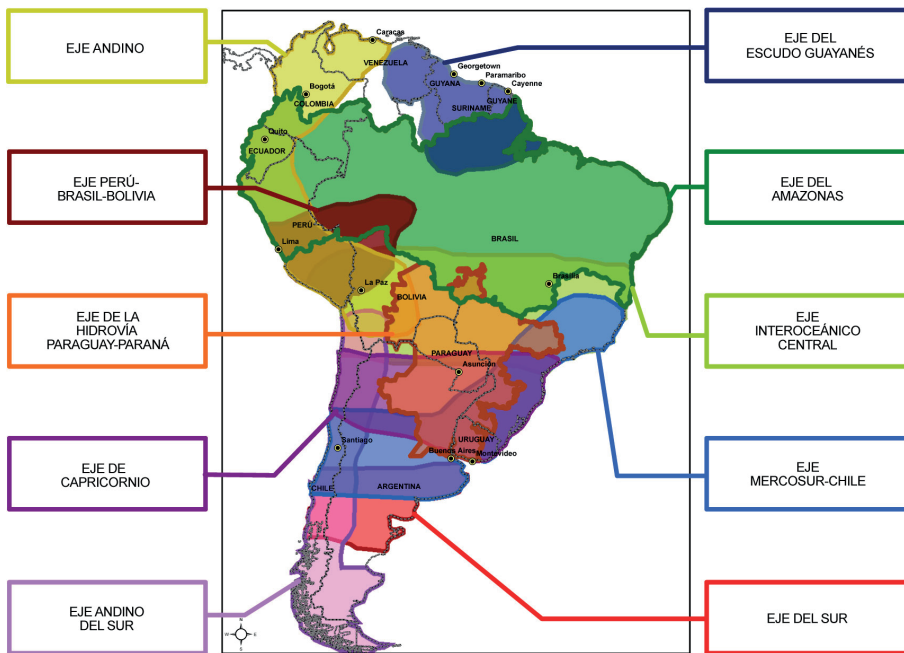 EJE ANDINO
EJE PERÚ-
BRASIL-BOLIVIA
EJE DE LA
HIDROVÍA
PARAGUAY-PARANÁ
EJE DE
CAPRICORNIO
EJE ANDINO
DEL SUR
Caracas
VENEZUELA
Georgetown
GUYANA
Paramaribo
Cayenne
GUYANE
SURINAME
Bogotá
COLOMBIA
Quito
ECUADOR
PERÚ
Lima
BRASIL
La Paz
BOLIVIA
Brasília
PARAGUAY
Asunción
URUGUAY
Santiago
Buenos Aires
Montevideo
CHILE
ARGENTINA
N
W E
S
EJE DEL
ESCUDO GUAYANÉS
EJE DEL
AMAZONAS
EJE
INTEROCEÁNICO
CENTRAL
EJE
MERCOSUR-CHILE
EJE DEL SUR